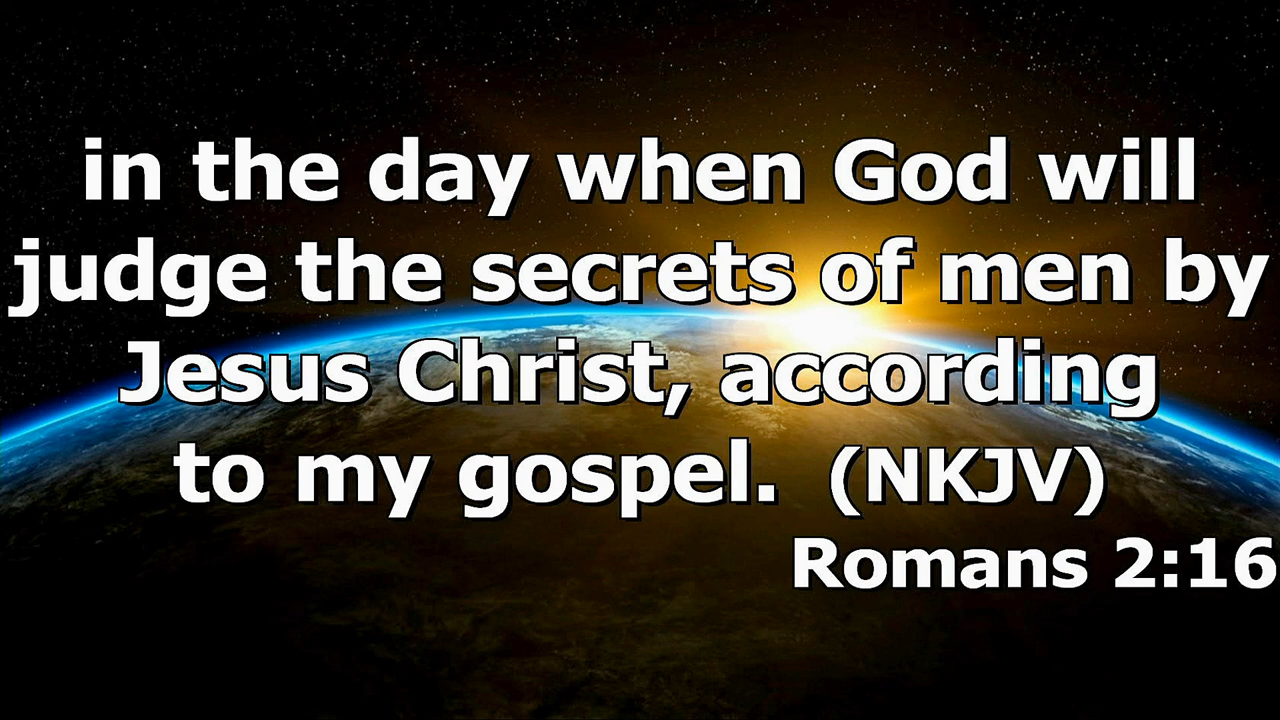 in the day when God will
judge the secrets of men by
Jesus Christ, according
to my gospel. (NKJV)
Romans 2:16